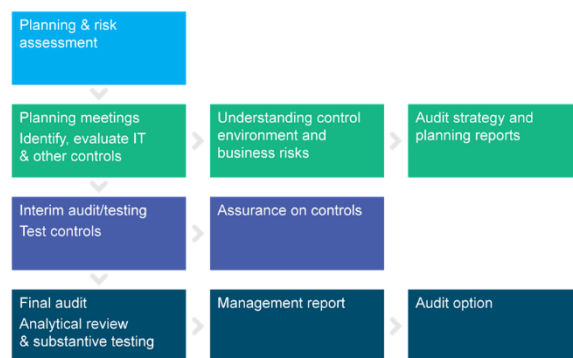 Planning & risk
assessment
Planning meetings
Identify, evaluate IT
& other controls
Understanding control
environment and
business risks
Audit strategy and
planning reports
Interim audit/testing
Test controls
Assurance on controls
Final audit
Analytical review
& substantive testing
Management report
Audit option